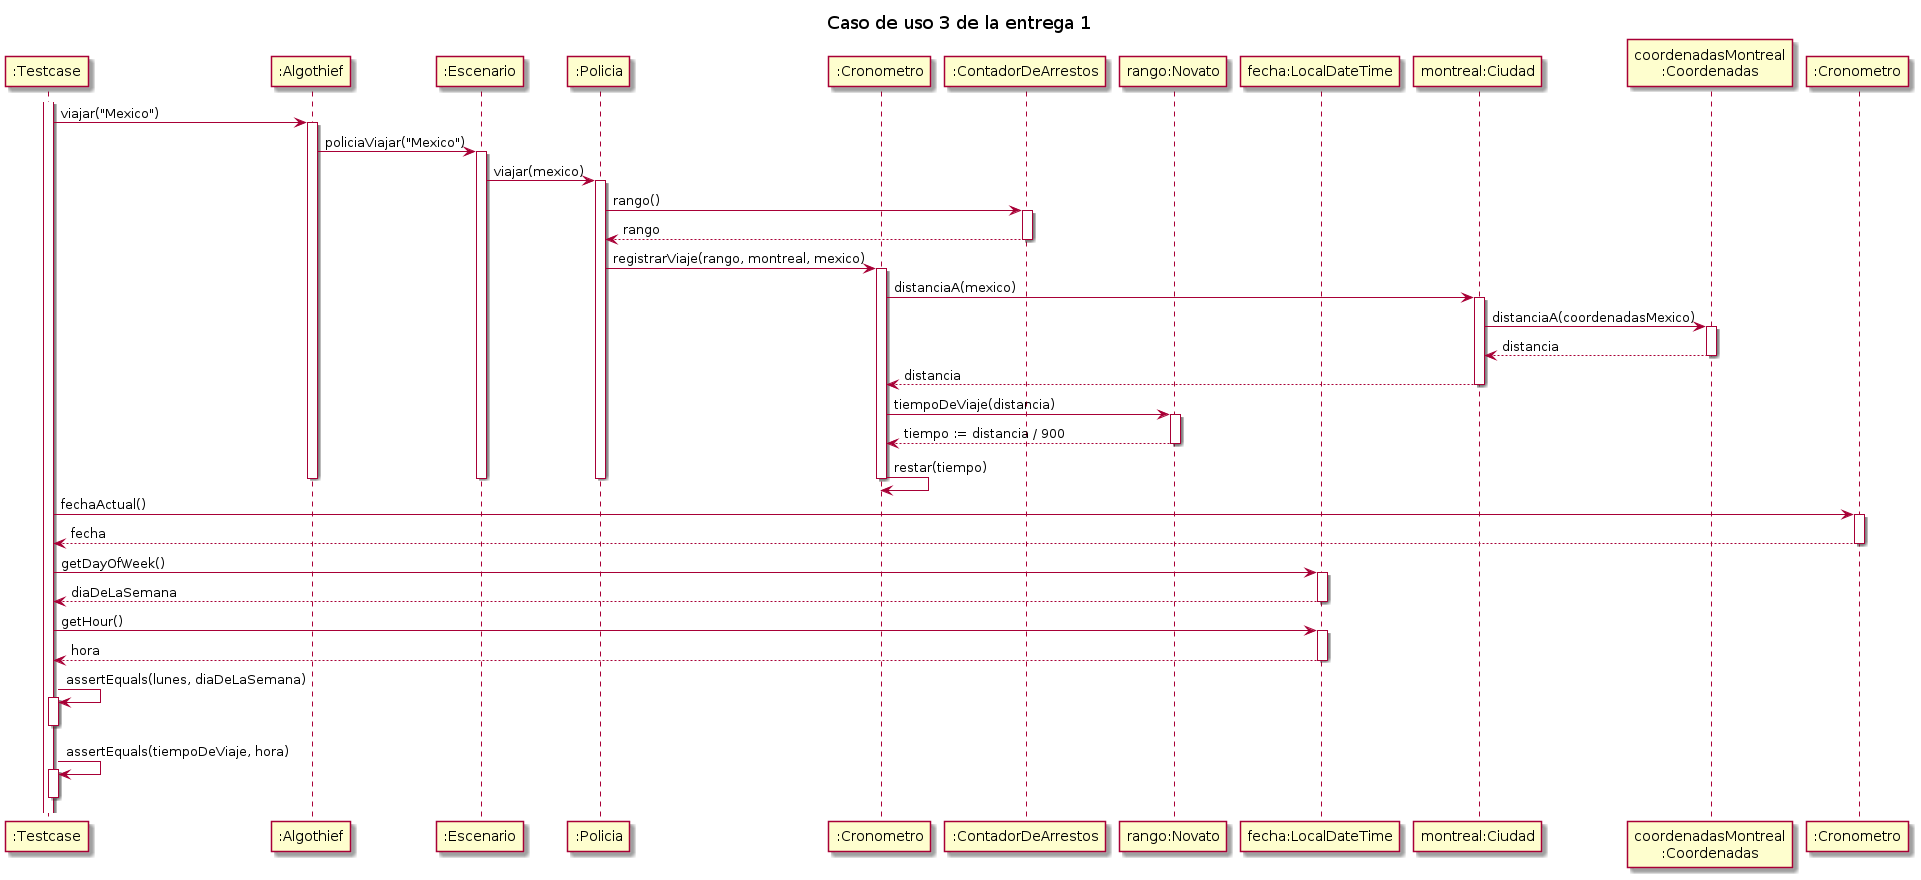 Caso de uso 3 de la entrega 1
:Testcase
:Algothief
:Escenario
:Policia
:Cronometro
:ContadorDeArrestos
rango:Novato
fecha:LocalDateTime
montreal:Ciudad
coordenadasMontreal
:Coordenadas
:Cronometro
viajar("Mexico")
policiaViajar("Mexico")
viajar(mexico)
rango()
rango
registrarViaje(rango, montreal, mexico)
distanciaA(mexico)
distanciaA(coordenadasMexico)
distancia
distancia
tiempoDeViaje(distancia)
tiempo := distancia / 900
restar(tiempo)
fechaActual()
fecha
getDayOfWeek()
diaDeLaSemana
getHour()
hora
assertEquals(lunes, diaDeLaSemana)
assertEquals(tiempoDeViaje, hora)
:Testcase
:Algothief
:Escenario
:Policia
:Cronometro
:ContadorDeArrestos
rango:Novato
fecha:LocalDateTime
montreal:Ciudad
coordenadasMontreal
:Coordenadas
:Cronometro